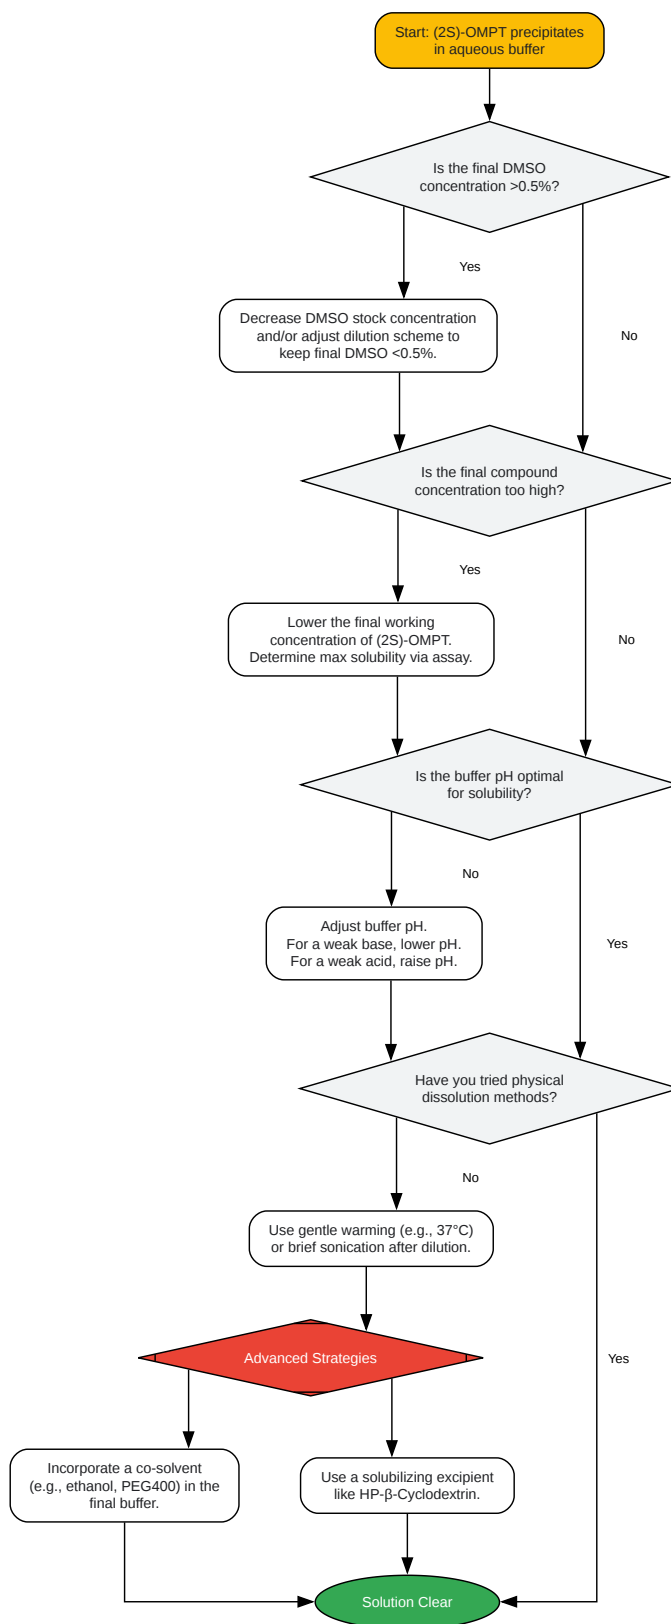 Start: (2S)-OMPT precipitates
in aqueous buffer
Is the final DMSO
concentration >0.5%?
Yes
Decrease DMSO stock concentration
and/or adjust dilution scheme to
keep final DMSO <0.5%.
No
Is the final compound
concentration too high?
Yes
Lower the final working
concentration of (2S)-OMPT.
Determine max solubility via assay.
No
Is the buffer pH optimal
for solubility?
No
Adjust buffer pH.
For a weak base, lower pH.
For a weak acid, raise pH.
Yes
Have you tried physical
dissolution methods?
No
Use gentle warming (e.g., 37°C)
or brief sonication after dilution.
Advanced Strategies
Yes
Incorporate a co-solvent
(e.g., ethanol, PEG400) in the
final buffer.
Use a solubilizing excipient
like HP-β-Cyclodextrin.
Solution Clear